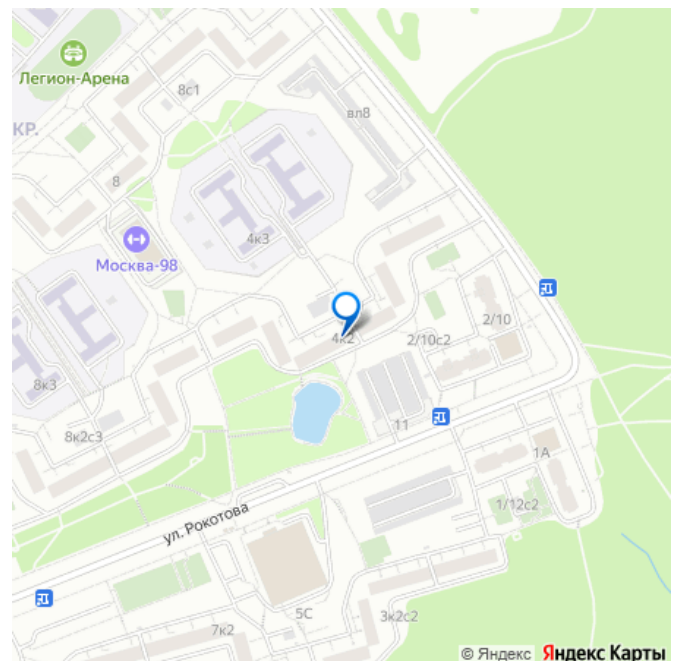 Легион-Арена
8с1
вл8
КР.
8
4к3
Москва-98
2/10
4к2
2/10с2
8к3
11
8к2с3
1А
ул. Рокотова
1/12с2
5С
3к2с2
7к2
© Яндекс Яндекс Карты